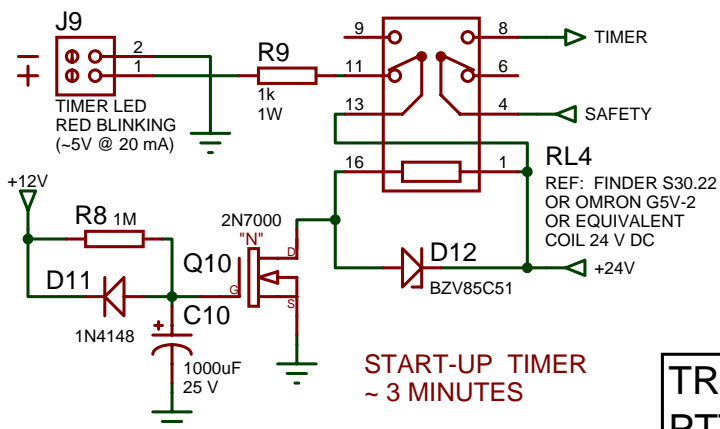 J9
2
1
TIMER LED
RED BLINKING
(~5V @ 20 mA)
R9
1k
1W
9
11
13
16
8
6
4
1
TIMER
SAFETY
RL4
REF: FINDER S30.22
OR OMRON G5V-2
OR EQUIVALENT
COIL 24 V DC
+24V
+12V
R8 1M
D11
1N4148
2N7000
"N"
Q10
G
D
S
C10
+
1000uF
25 V
D12
BZV85C51
START-UP TIMER
~ 3 MINUTES
TR